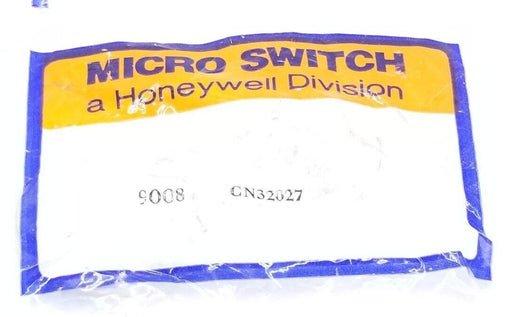 MICRO SWITCH
a Honeywell Division
9008 CN32027